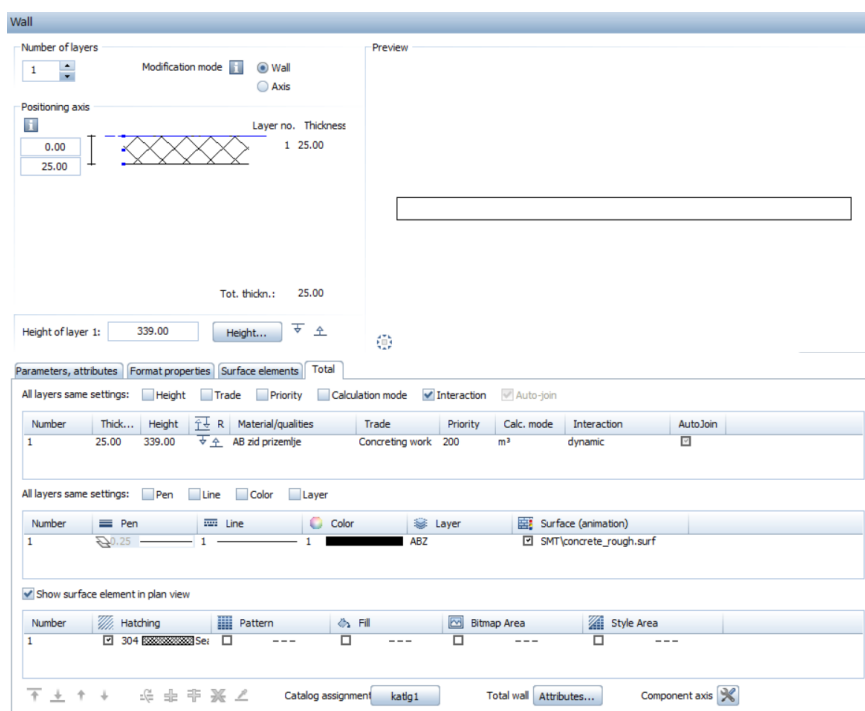 Wall
Number of layers
1
Modification mode
Wall
Axis
Preview
Positioning axis
Layer no. Thickness
0.00
1 25.00
25.00
Tot. thickn.: 25.00
Height of layer 1: 339.00 Height...
Parameters, attributes Format properties Surface elements Total
All layers same settings: Height Trade Priority Calculation mode Interaction Auto-join
Number Thick... Height R Material/qualities Trade Priority Calc. mode Interaction AutoJoin
1 25.00 339.00 AB zid prizemlje Concreting work 200 m³ dynamic
All layers same settings: Pen Line Color Layer
Number Pen Line Color Layer Surface (animation)
1 0.25 1 1 ABZ SMT\concrete_rough.surf
Show surface element in plan view
Number Hatching Pattern Fill Bitmap Area Style Area
1 304 Sea --- --- --- ---
Catalog assignment katlg1 Total wall Attributes... Component axis